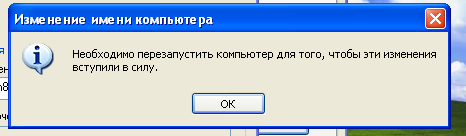 Изменение имени компьютера
Необходимо перезапустить компьютер для того, чтобы эти изменения
вступили в силу.
OK